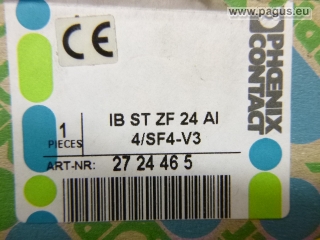 www.pagus.eu
CE
PHŒNIX
CONTACT
IB ST ZF 24 AI
4/SF4-V3
1
PIECES
ART-NR: 27 24 46 5